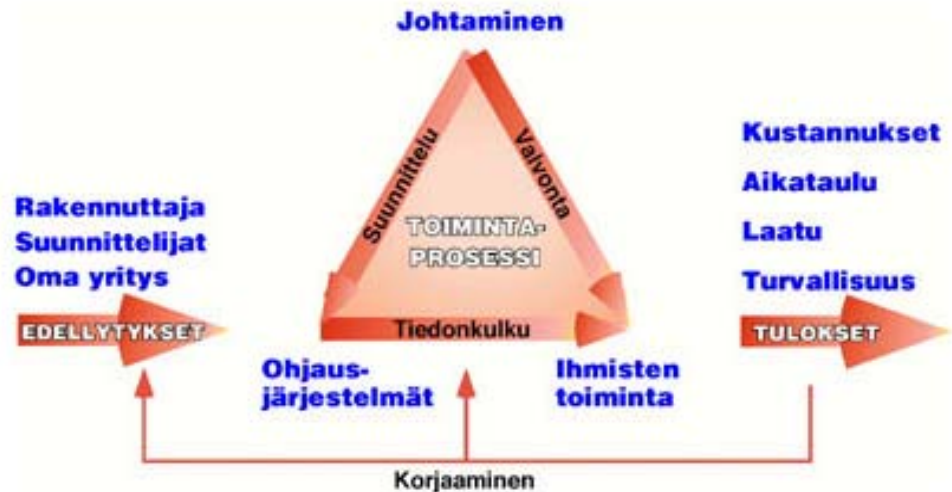 Johtaminen
Suunnittelu
Valvonta
TOIMINTA-
PROSESSI
Tiedonkulku
Rakennuttaja
Suunnittelijat
Oma yritys
EDELLYTYKSET
Ohjaus-
järjestelmät
Ihmisten
toiminta
Kustannukset
Aikataulu
Laatu
Turvallisuus
TULOKSET
Korjaaminen